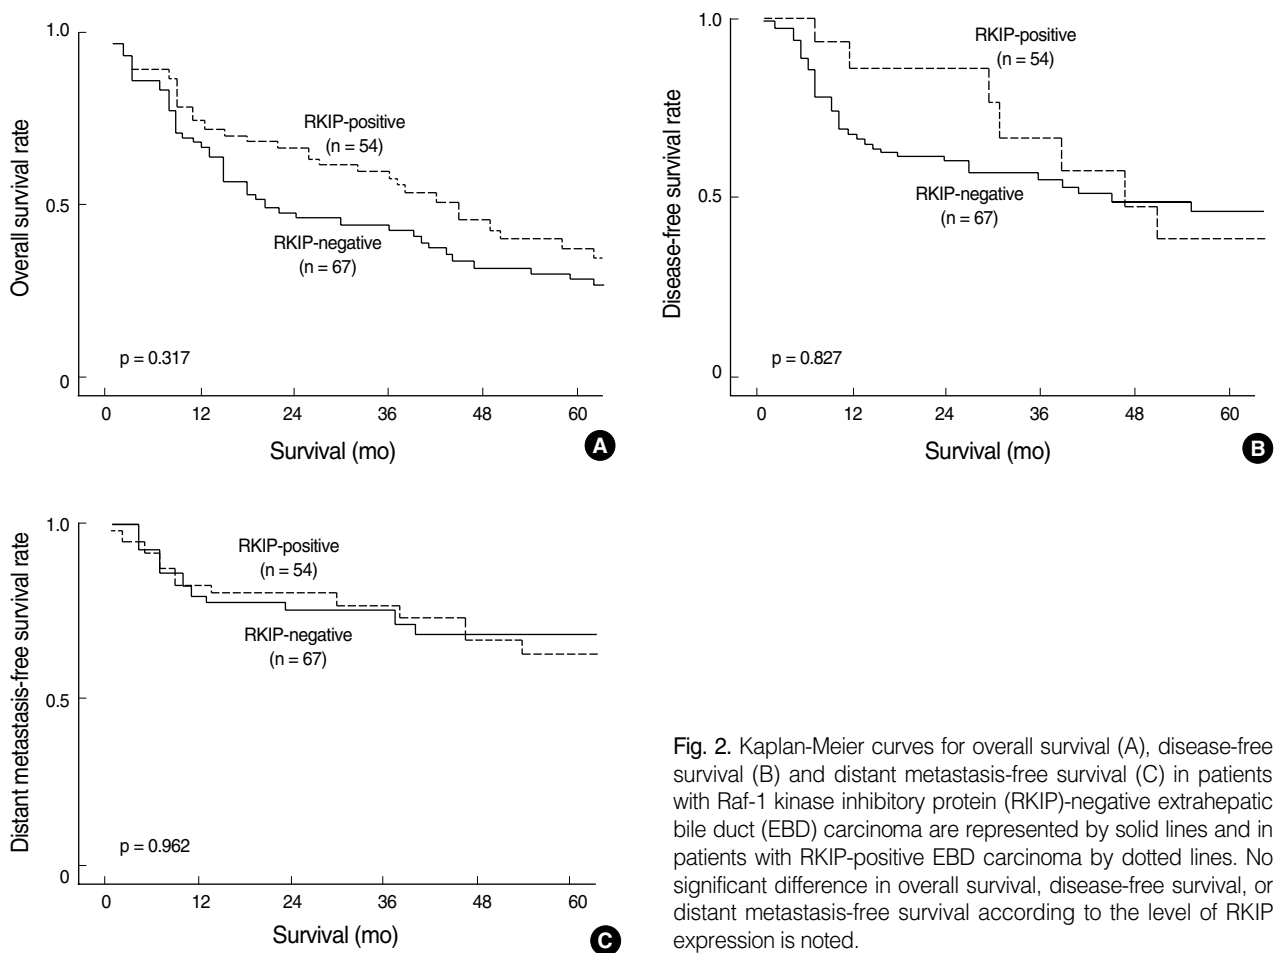 1.0
0.5
0
Overall survival rate
RKIP-positive
(n = 54)
RKIP-negative
(n = 67)
p = 0.317
0 12 24 36 48 60
Survival (mo)
A
1.0
0.5
0
Disease-free survival rate
RKIP-positive
(n = 54)
RKIP-negative
(n = 67)
p = 0.827
0 12 24 36 48 60
Survival (mo)
B
1.0
0.5
0
Distant metastasis-free survival rate
RKIP-positive
(n = 54)
RKIP-negative
(n = 67)
p = 0.962
0 12 24 36 48 60
Survival (mo)
C
Fig. 2. Kaplan-Meier curves for overall survival (A), disease-free
survival (B) and distant metastasis-free survival (C) in patients
with Raf-1 kinase inhibitory protein (RKIP)-negative extrahepatic
bile duct (EBD) carcinoma are represented by solid lines and in
patients with RKIP-positive EBD carcinoma by dotted lines. No
significant difference in overall survival, disease-free survival, or
distant metastasis-free survival according to the level of RKIP
expression is noted.